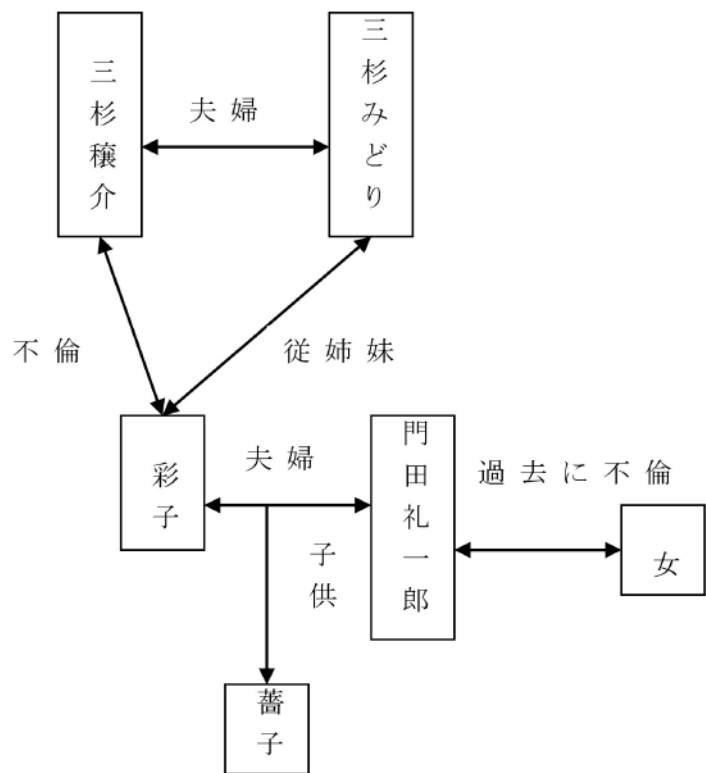 三杉穣介
夫婦
三杉みどり
不倫
従姉妹
彩子
夫婦
門田礼一郎
過去に不倫
女
子供
薔子